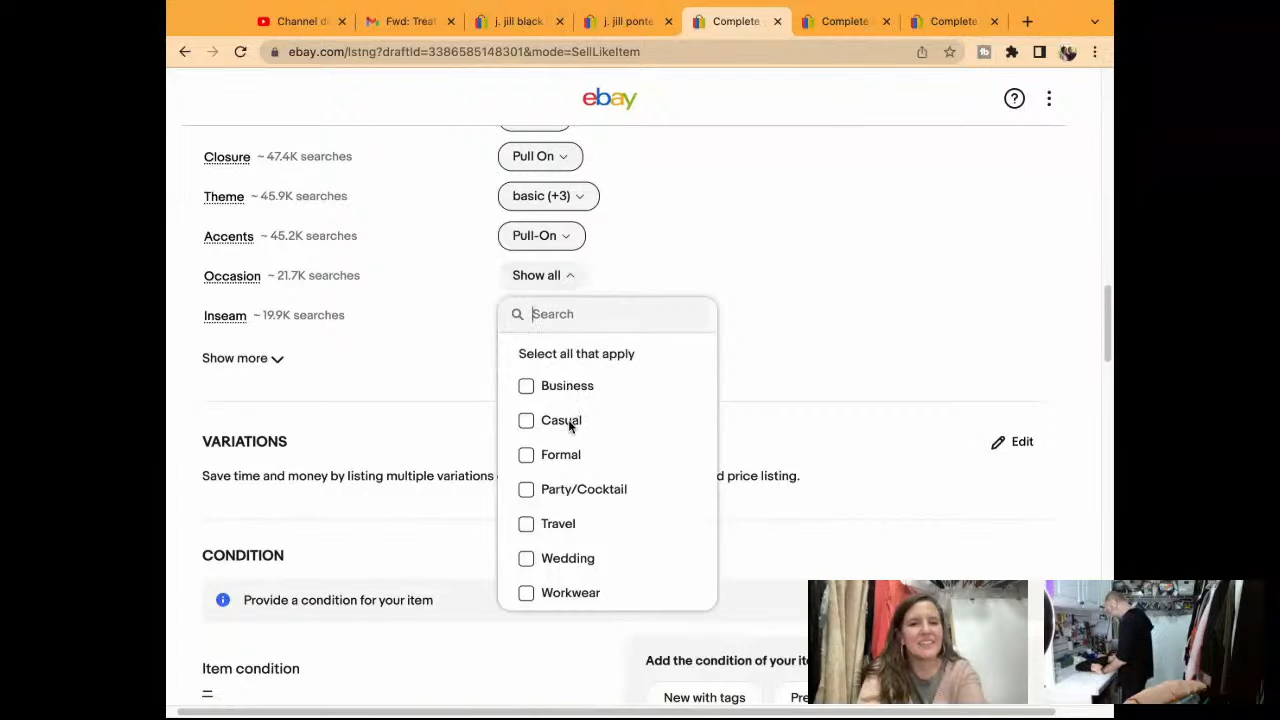 Channel d
Fwd: Treat
j. jill black
j. jill ponte
Complete
Complete
Complete
ebay.com/lstng?draftId=3386585148301&mode=SellLikeItem
tb
ebay
Closure ~ 47.4K searches Pull On
Theme ~ 45.9K searches basic (+3)
Accents ~ 45.2K searches Pull-On
Occasion ~ 21.7K searches Show all
Inseam ~ 19.9K searches
Search
Show more
Select all that apply
Business
Casual
Formal
Party/Cocktail
Travel
Wedding
Workwear
VARIATIONS
Edit
Save time and money by listing multiple variations d price listing.
CONDITION
Provide a condition for your item
Item condition
Add the condition of your it
New with tags
Pre